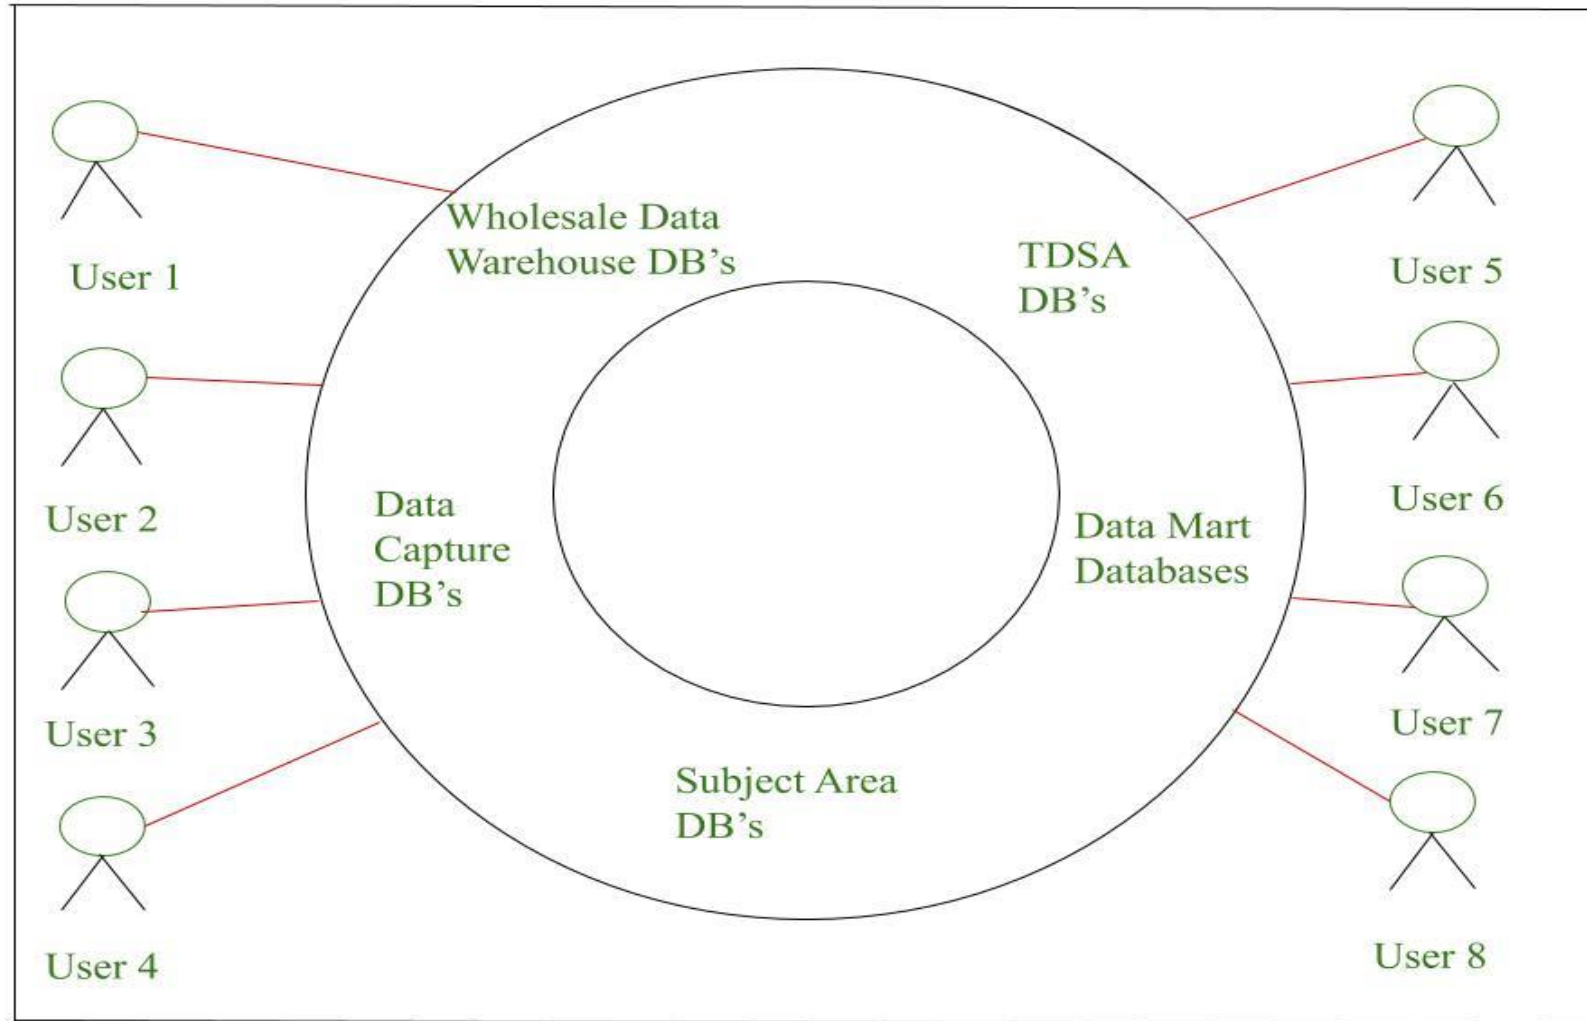 User 1
User 2
User 3
User 4
Wholesale Data
Warehouse DB’s
TDSA
DB’s
Data
Capture
DB’s
Data Mart
Databases
Subject Area
DB’s
User 5
User 6
User 7
User 8